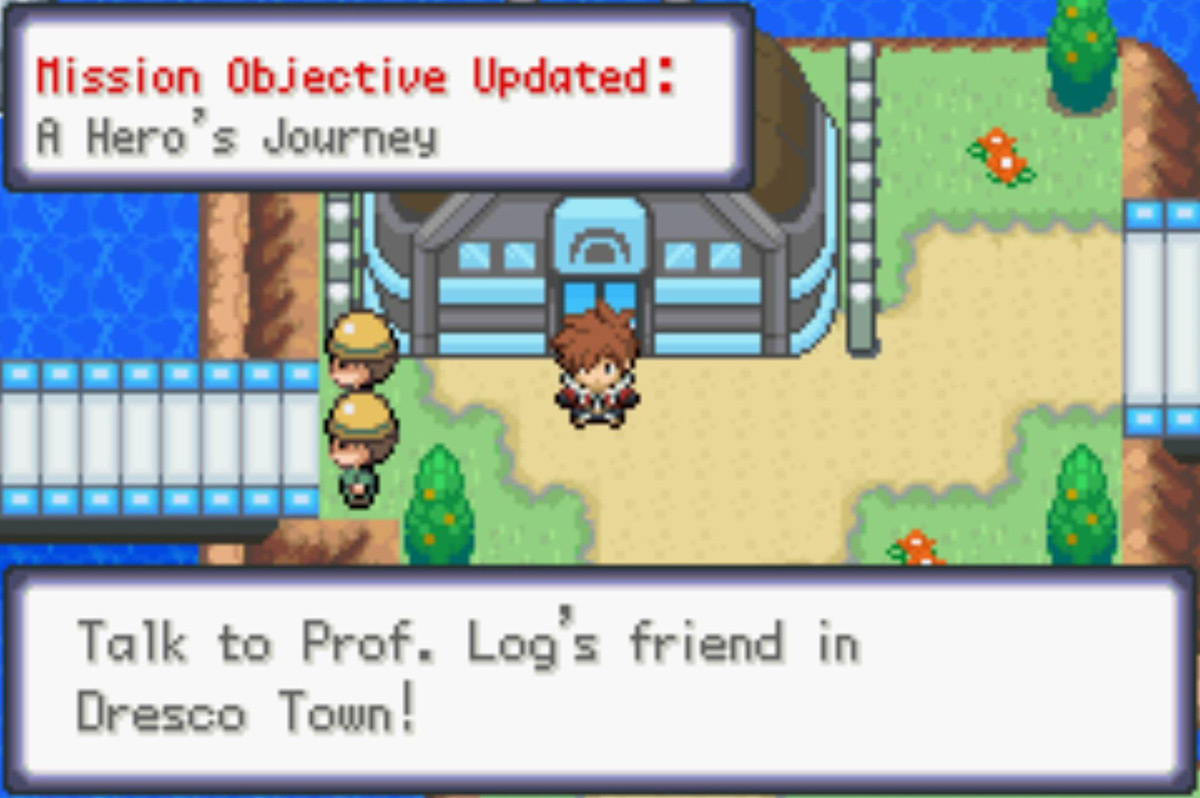 Mission Objective Updated:
A Hero's Journey
Talk to Prof. Log's friend in
Dresco Town!